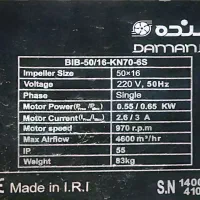 DAMAN
BIB-50/16-KN70-6S
Impeller Size 50×16
Voltage 220 V, 50Hz
Phase Single
Motor Power 0.55 / 0.65 KW
Motor Current 2.6 / 3 A
Motor speed 970 r.p.m
Max Airflow 4600-m³/hr
IP 55
Weight 83kg
Made in I.R.I
S.N 1400
410